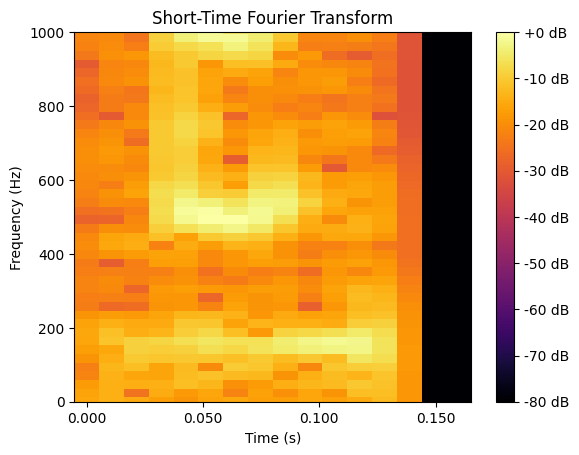 Short-Time Fourier Transform
Frequency (Hz)
1000
800
600
400
200
0
0.000
0.050
0.100
0.150
Time (s)
+0 dB
-10 dB
-20 dB
-30 dB
-40 dB
-50 dB
-60 dB
-70 dB
-80 dB